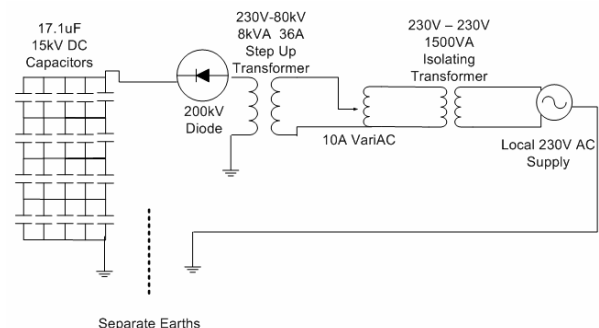 17.1uF
15kV DC
Capacitors
230V-80kV
8kVA 36A
Step Up
Transformer
200kV
Diode
230V – 230V
1500VA
Isolating
Transformer
10A VariAC
Local 230V AC
Supply
Separate Earths